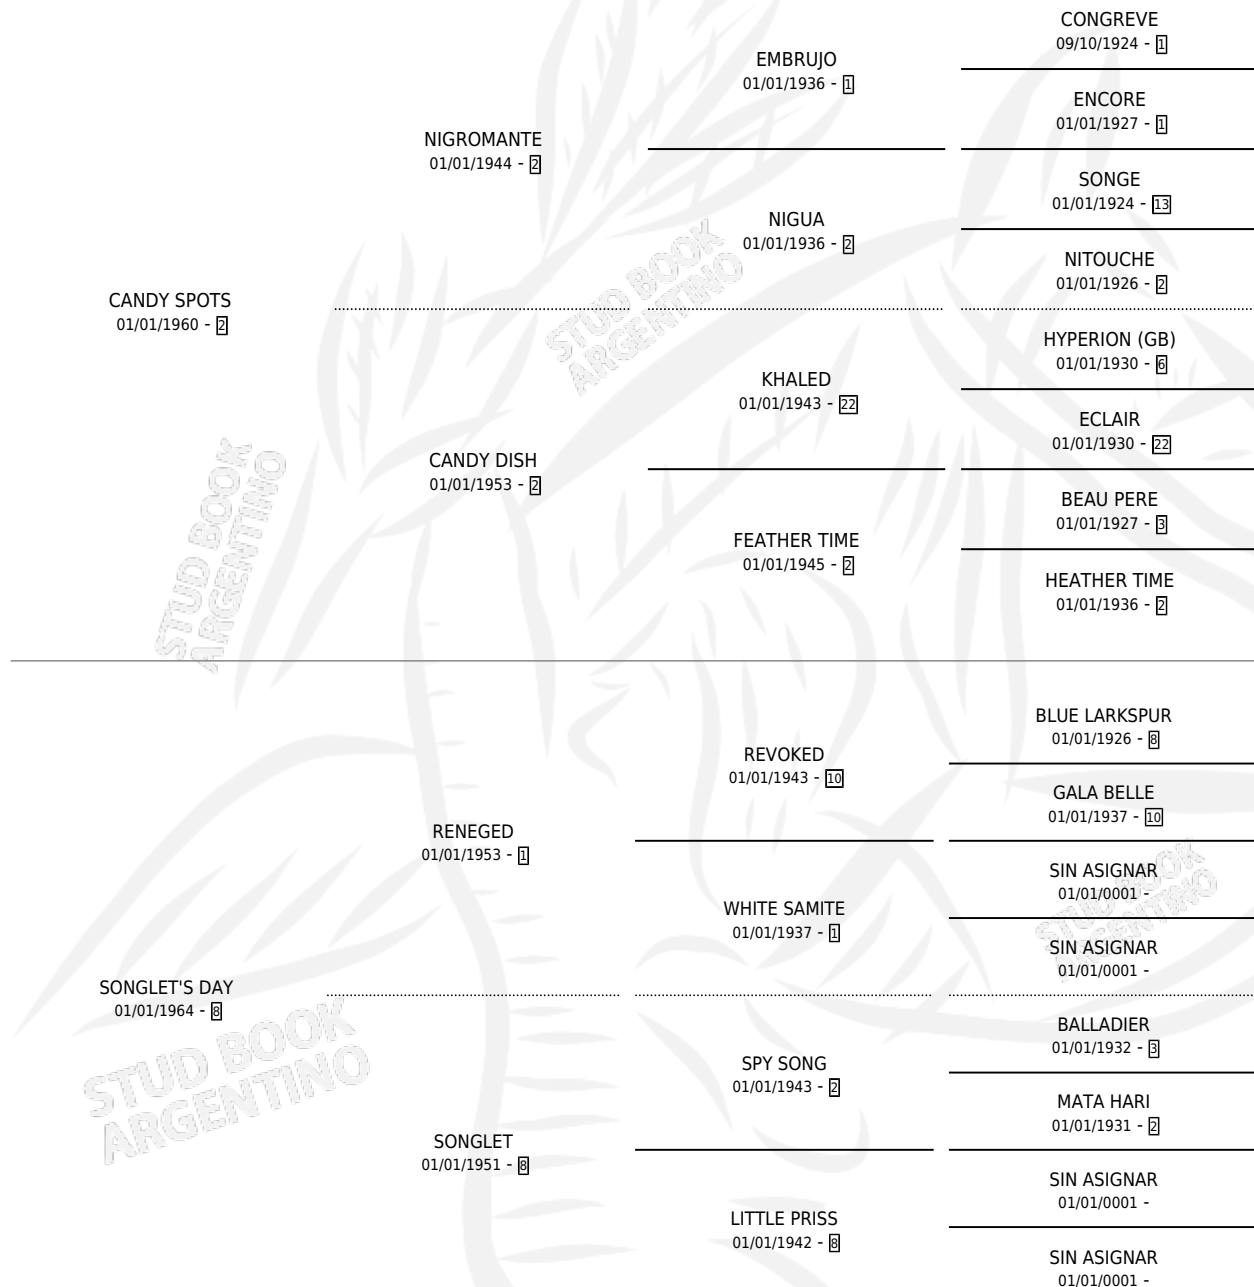 CONGREVE
09/10/1924 - 1
EMBRUJO
01/01/1936 - 1
ENCORE
01/01/1927 - 1
NIGROMANTE
01/01/1944 - 2
SONGE
01/01/1924 - 13
NIGUA
01/01/1936 - 2
NITOUCHE
01/01/1926 - 2
CANDY SPOTS
01/01/1960 - 2
HYPERION (GB)
01/01/1930 - 6
KHALED
01/01/1943 - 22
ECLAIR
01/01/1930 - 22
CANDY DISH
01/01/1953 - 2
BEAU PERE
01/01/1927 - 3
FEATHER TIME
01/01/1945 - 2
HEATHER TIME
01/01/1936 - 2
BLUE LARKSPUR
01/01/1926 - 8
REVOKED
01/01/1943 - 10
GALA BELLE
01/01/1937 - 10
RENEGED
01/01/1953 - 1
SIN ASIGNAR
01/01/0001 -
WHITE SAMITE
01/01/1937 - 1
SIN ASIGNAR
01/01/0001 -
SONGLET'S DAY
01/01/1964 - 8
BALLADIER
01/01/1932 - 3
SPY SONG
01/01/1943 - 2
MATA HARI
01/01/1931 - 2
SONGLET
01/01/1951 - 8
SIN ASIGNAR
01/01/0001 -
LITTLE PRISS
01/01/1942 - 8
SIN ASIGNAR
01/01/0001 -
STUD BOOK
ARGENTINO
STUD BOOK
ARGENTINO
STUD BOOK
ARGENTINO
STUD BOOK
ARGENTINO